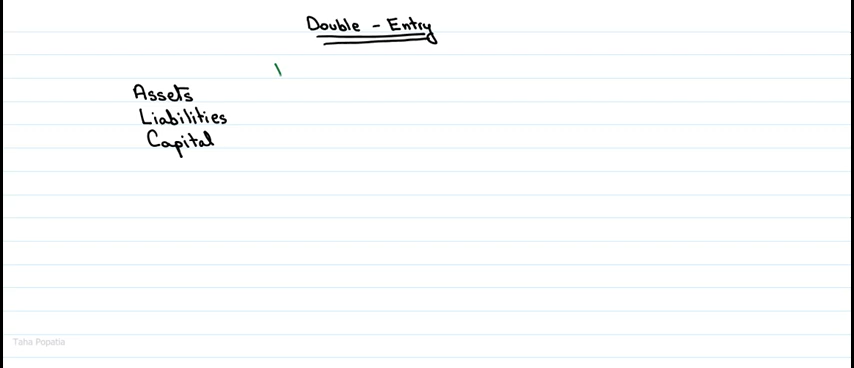 Double - Entry
Assets
Liabilities
Capital
Taha Popatia